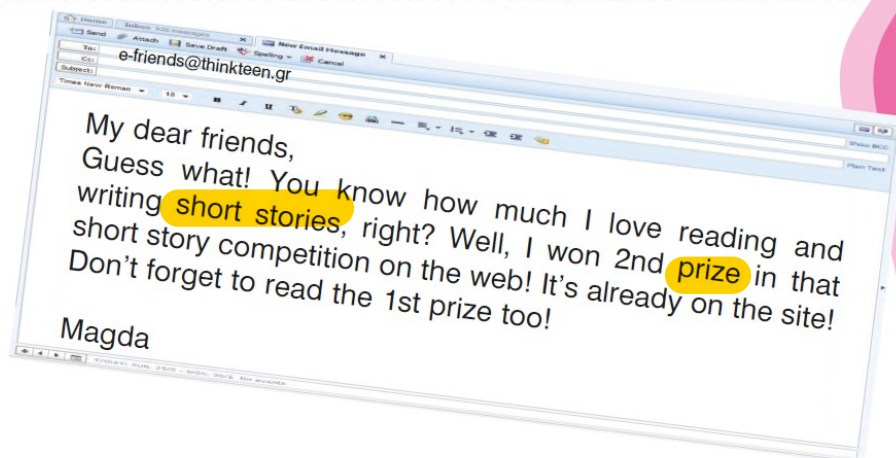 Home Inbox 936 messages × New Email Message ×
Send Attach Save Draft Spelling Cancel
To: e-friends@thinkteen.gr
Cc:
Subject:
Times New Roman 18 B I U
Show BCC
Plain Text
My dear friends,
Guess what! You know how much I love reading and
writing short stories, right? Well, I won 2nd prize in that
short story competition on the web! It's already on the site!
Don't forget to read the 1st prize too!
Magda